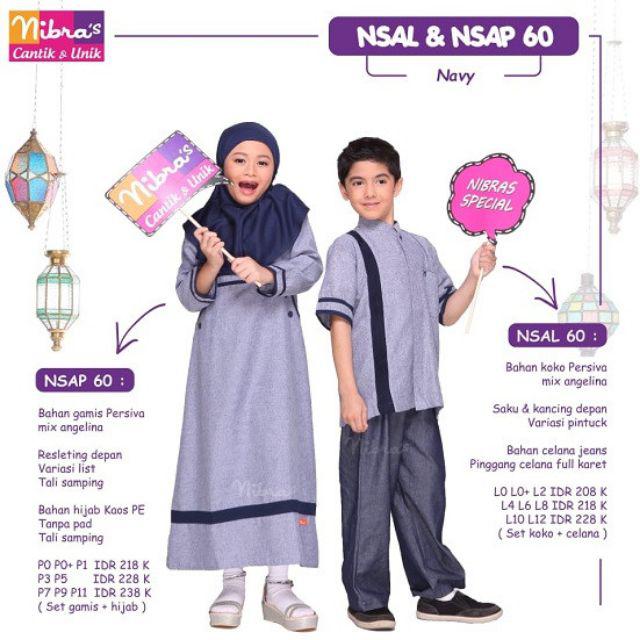 Nibra's
Cantik & Unik
NSAL & NSAP 60
Navy
Nibra's
Cantik & Unik
NIBRAS
SPECIAL
NSAP 60 :
Bahan gamis Persiva
mix angelina
Resleting depan
Variasi list
Tali samping
Bahan hijab Kaos PE
Tanpa pad
Tali samping
P0 P0+ P1 IDR 218 K
P3 P5 IDR 228 K
P7 P9 P11 IDR 238 K
( Set gamis + hijab )
NSAL 60 :
Bahan koko Persiva
mix angelina
Saku & kancing depan
Variasi pintuck
Bahan celana jeans
Pinggang celana full karet
L0 L0+ L2 IDR 208 K
L4 L6 L8 IDR 218 K
L10 L12 IDR 228 K
( Set koko + celana )
Nibra's
Nibra's